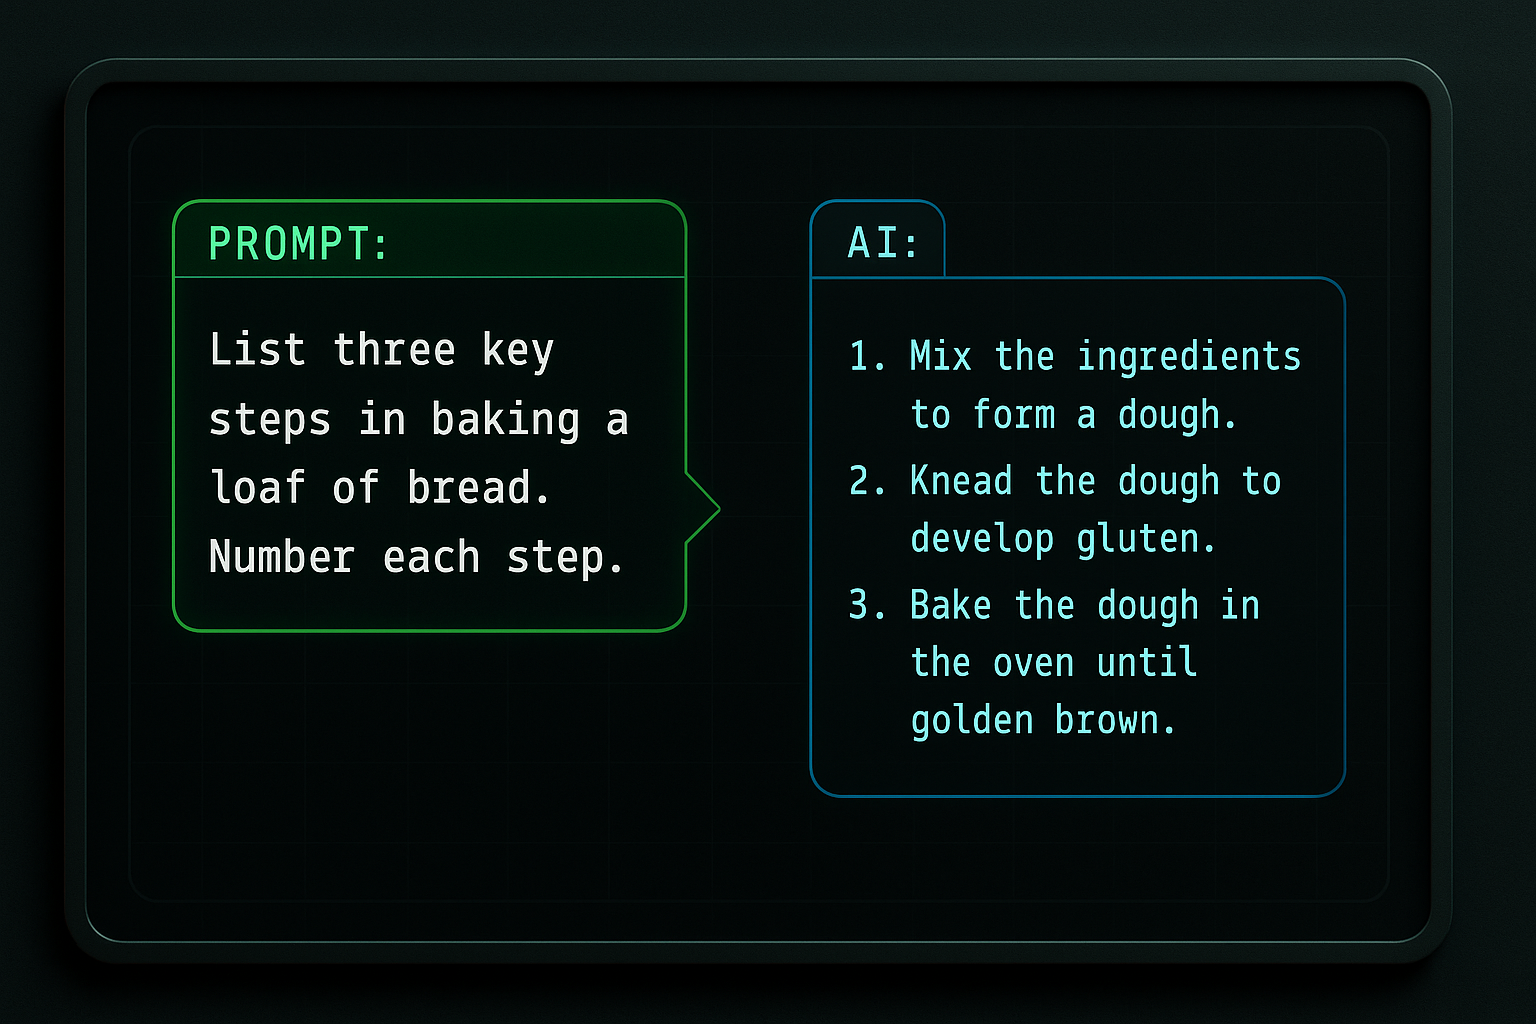 PROMPT:
List three key
steps in baking a
loaf of bread.
Number each step.
AI:
1. Mix the ingredients
to form a dough.
2. Knead the dough to
develop gluten.
3. Bake the dough in
the oven until
golden brown.